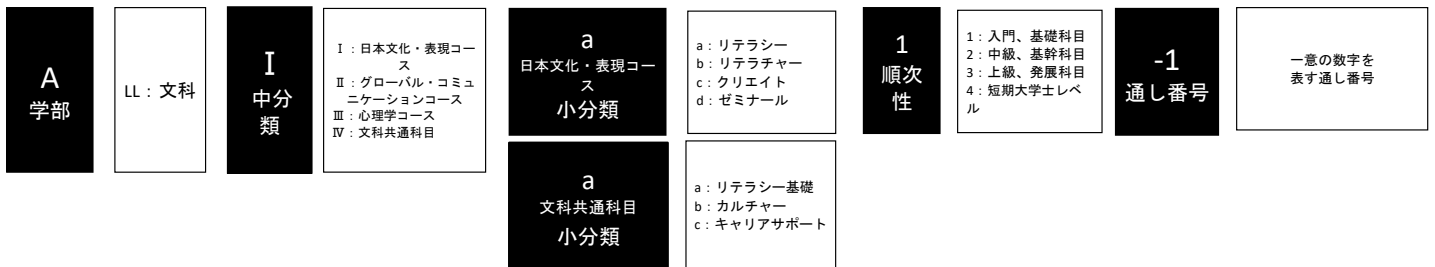 A
学部
LL：文科
Ⅰ
中分
類
Ⅰ：日本文化・表現コー
ス
Ⅱ：グローバル・コミュ
ニケーションコース
Ⅲ：心理学コース
Ⅳ：文科共通科目
a
日本文化・表現コー
ス
小分類
a：リテラシー
b：リテラチャー
c：クリエイト
d：ゼミナール
1
順次
性
1：入門、基礎科目
2：中級、基幹科目
3：上級、発展科目
4：短期大学士レベ
ル
-1
通し番号
一意の数字を
表す通し番号
a
文科共通科目
小分類
a：リテラシー基礎
b：カルチャー
c：キャリアサポート